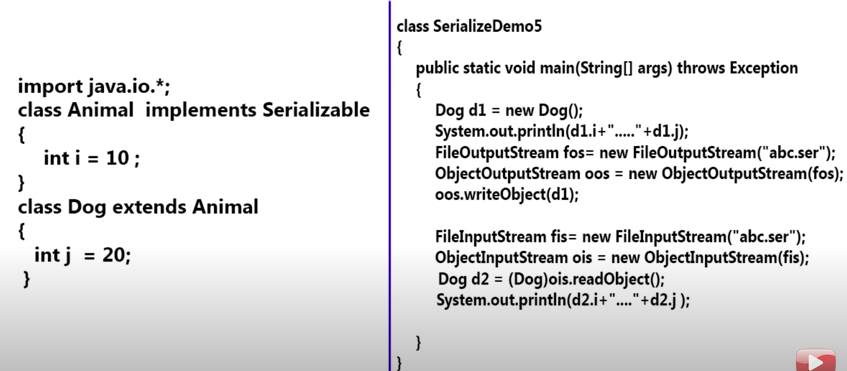 import java.io.*;
class Animal implements Serializable
{
int i = 10 ;
}
class Dog extends Animal
{
int j = 20;
}
class SerializeDemo5
{
public static void main(String[] args) throws Exception
{
Dog d1 = new Dog();
System.out.println(d1.i+"....."+d1.j);
FileOutputStream fos= new FileOutputStream("abc.ser");
ObjectOutputStream oos = new ObjectOutputStream(fos);
oos.writeObject(d1);
FileInputStream fis= new FileInputStream("abc.ser");
ObjectInputStream ois = new ObjectInputStream(fis);
Dog d2 = (Dog)ois.readObject();
System.out.println(d2.i+"...."+d2.j );
}
}